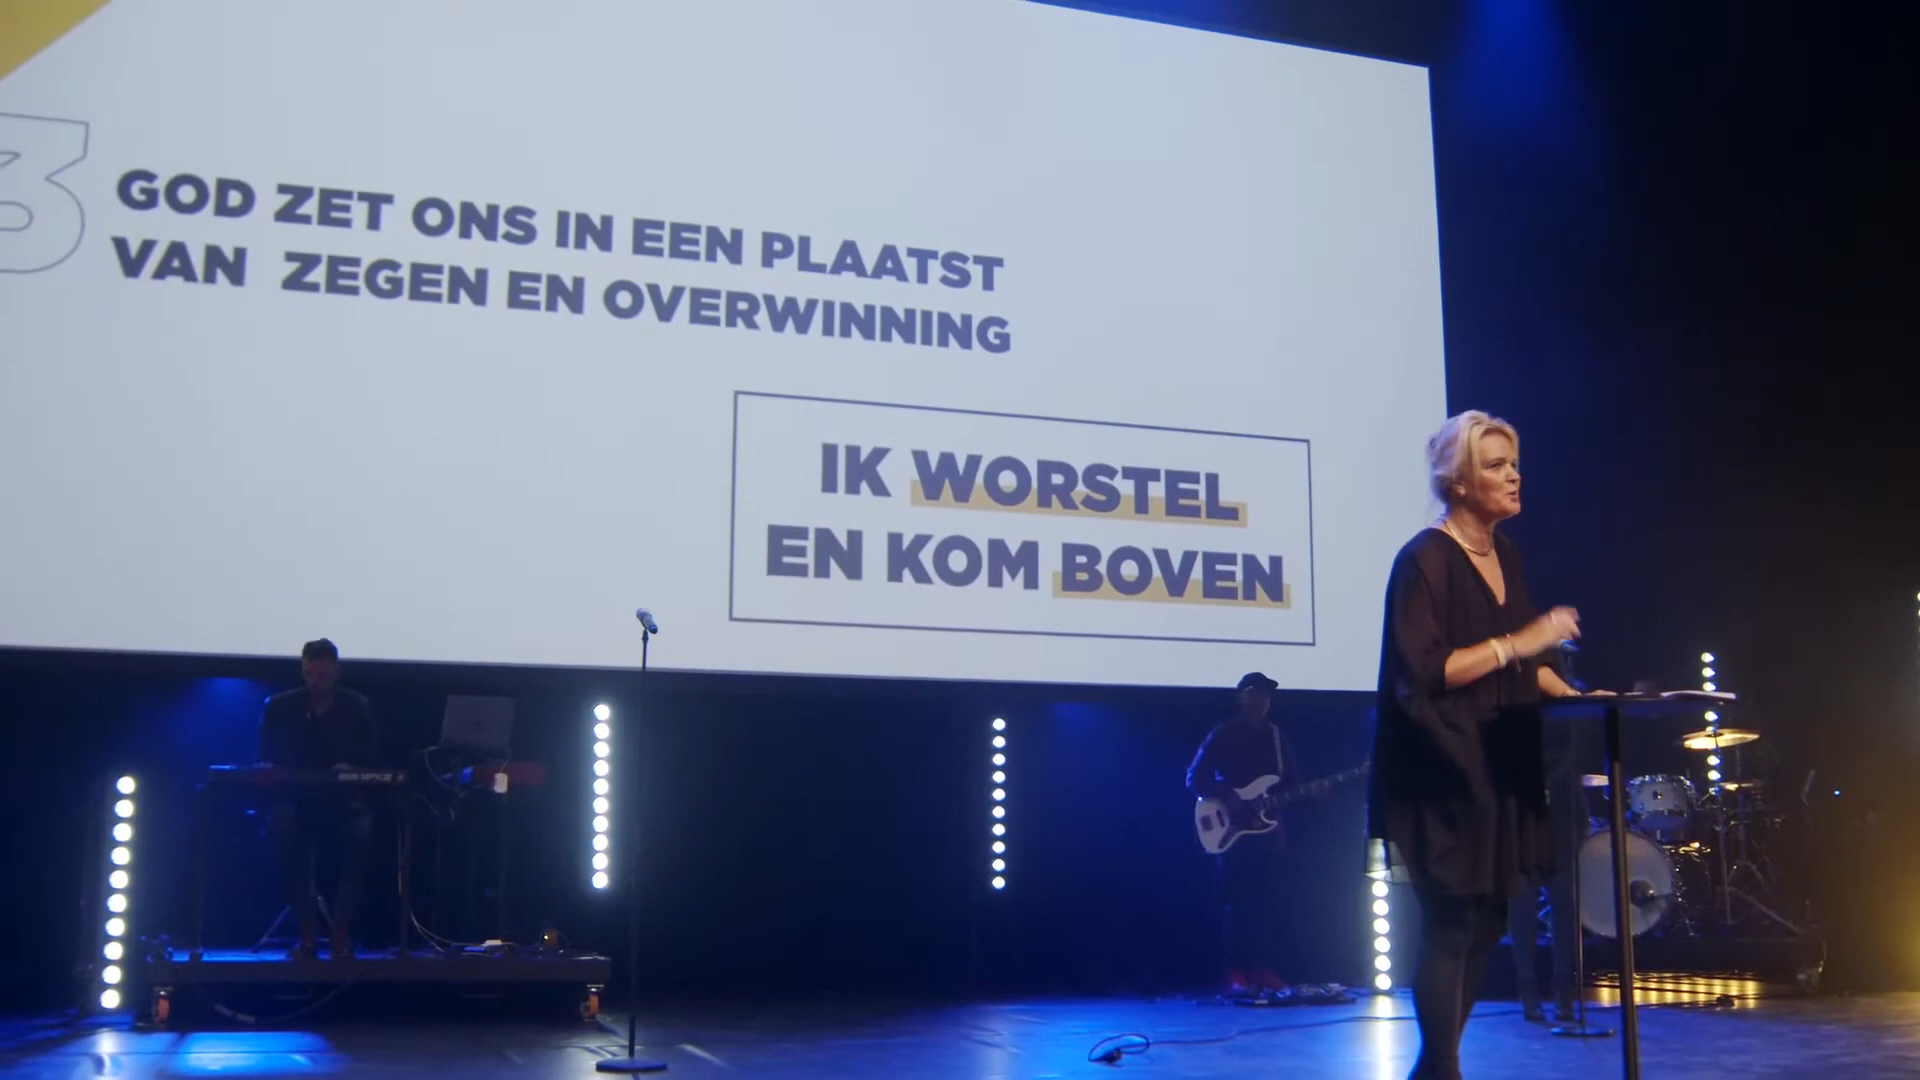 3
GOD ZET ONS IN EEN PLAATST
VAN ZEGEN EN OVERWINNING
IK WORSTEL
EN KOM BOVEN